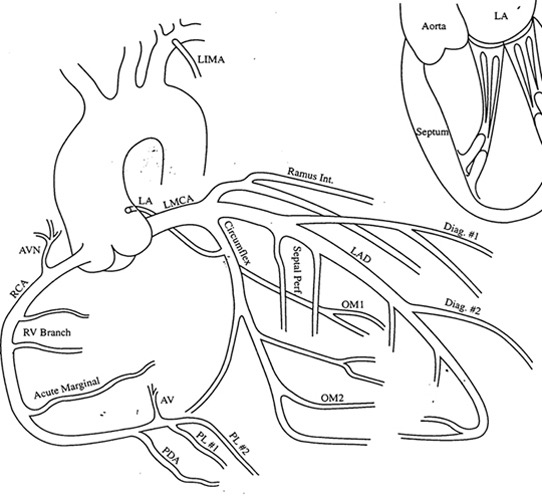 LIMA
Aorta
LA
Septum
Ramus Int.
LA
LMCA
Circumflex
Septal Perf.
LAD
Diag. #1
Diag. #2
AVN
RCA
RV Branch
OM1
Acute Marginal
AV
OM2
PDA
PL #1
PL #2